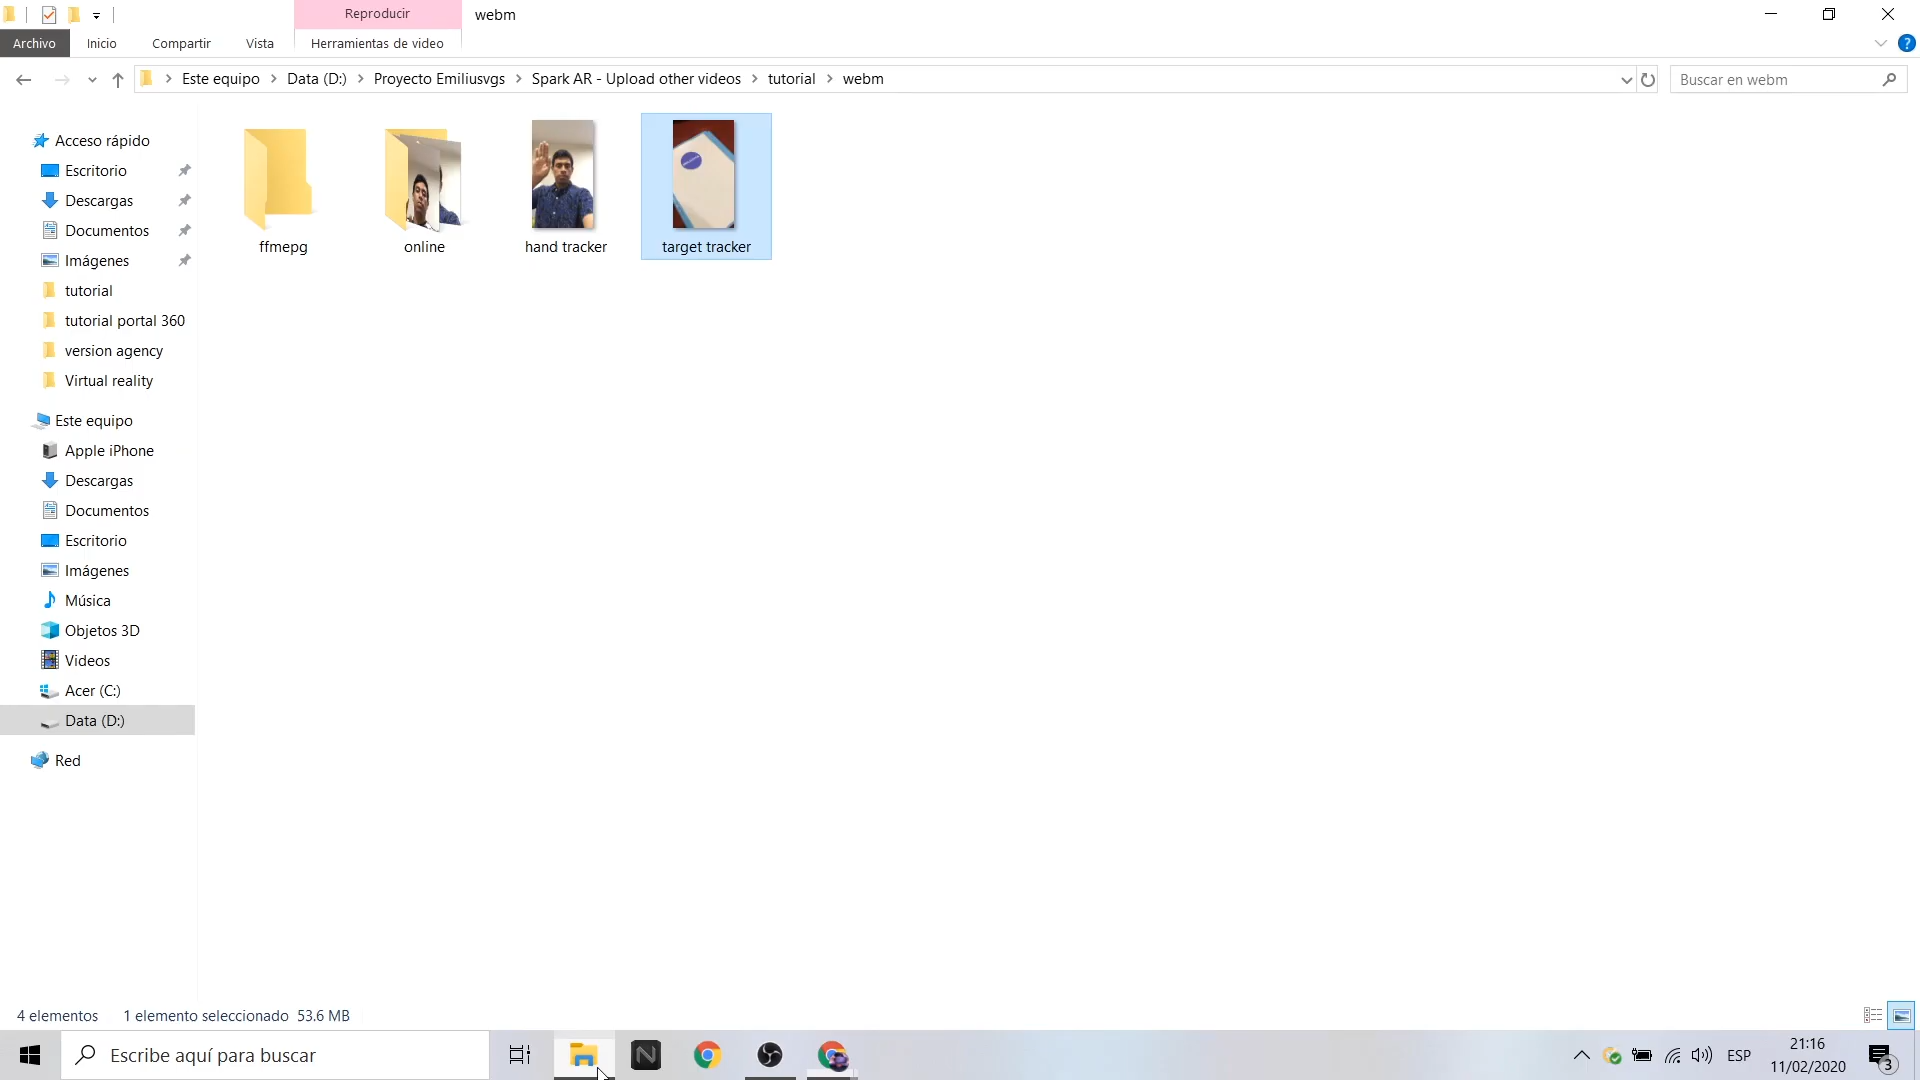 Reproducir
webm
Archivo
Inicio
Compartir
Vista
Herramientas de video
?
Este equipo
Data (D:)
Proyecto Emiliusvgs
Spark AR - Upload other videos
tutorial
webm
Buscar en webm
Acceso rápido
Escritorio
Descargas
Documentos
Imágenes
tutorial
tutorial portal 360
version agency
Virtual reality
Este equipo
Apple iPhone
Descargas
Documentos
Escritorio
Imágenes
Música
Objetos 3D
Videos
Acer (C:)
Data (D:)
Red
ffmepg
online
hand tracker
target tracker
4 elementos
1 elemento seleccionado 53.6 MB
Escribe aquí para buscar
N
ESP
21:16
11/02/2020
3